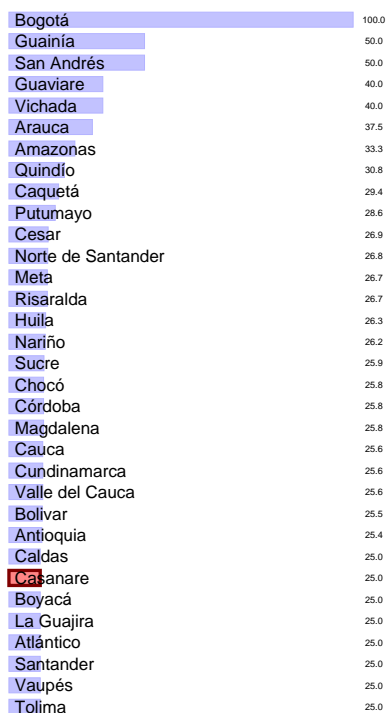 Bogotá 100.0
Guainía 50.0
San Andrés 50.0
Guaviare 40.0
Vichada 40.0
Arauca 37.5
Amazonas 33.3
Quindío 30.8
Caquetá 29.4
Putumayo 28.6
Cesar 26.9
Norte de Santander 26.8
Meta 26.7
Risaralda 26.7
Huila 26.3
Nariño 26.2
Sucre 25.9
Chocó 25.8
Córdoba 25.8
Magdalena 25.8
Cauca 25.6
Cundinamarca 25.6
Valle del Cauca 25.6
Bolivar 25.5
Antioquia 25.4
Caldas 25.0
Casanare 25.0
Boyacá 25.0
La Guajira 25.0
Atlántico 25.0
Santander 25.0
Vaupés 25.0
Tolima 25.0